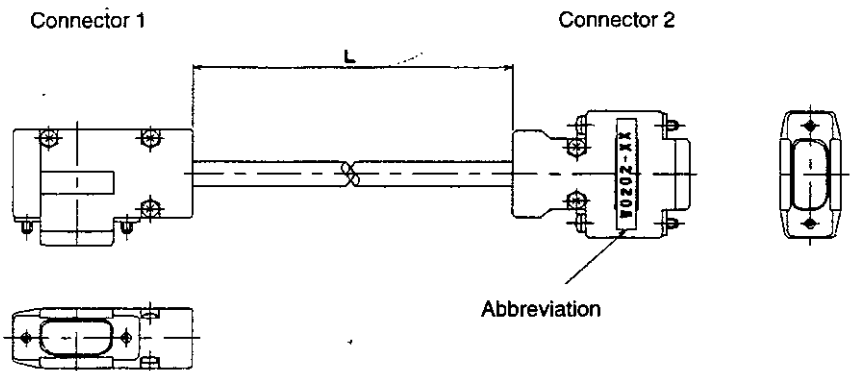 Connector 1
Connector 2
L
W0202-XX
Abbreviation